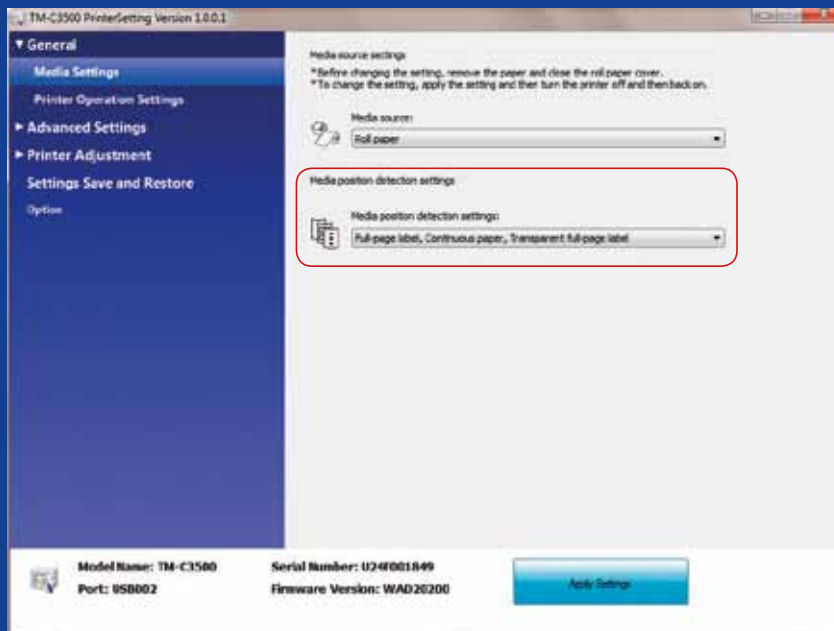 TM-C3500 PrinterSetting Version 1.0.0.1
General
Media Settings
Printer Operation Settings
Advanced Settings
Printer Adjustment
Settings Save and Restore
Option
Media source settings
*Before changing the setting, remove the paper and close the roll paper cover.
*To change the setting, apply the setting and then turn the printer off and then back on.
Media source:
Roll paper
Media position detection settings
Media position detection settings:
Full-page label, Continuous paper, Transparent full-page label
Model Name: TM-C3500
Serial Number: U24F001849
Port: USB002
Firmware Version: WAD20200
Apply Settings